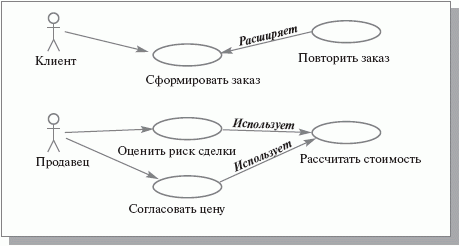 Расширяет
Клиент
Повторить заказ
Сформировать заказ
Использует
Оценить риск сделки
Продавец
Использует
Рассчитать стоимость
Согласовать цену